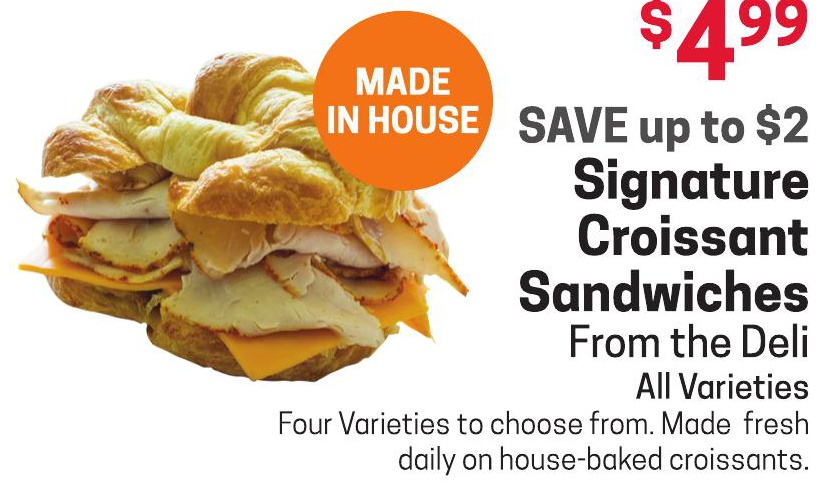 $4.99
MADE
IN HOUSE
SAVE up to $2
Signature
Croissant
Sandwiches
From the Deli
All Varieties
Four Varieties to choose from. Made fresh
daily on house-baked croissants.